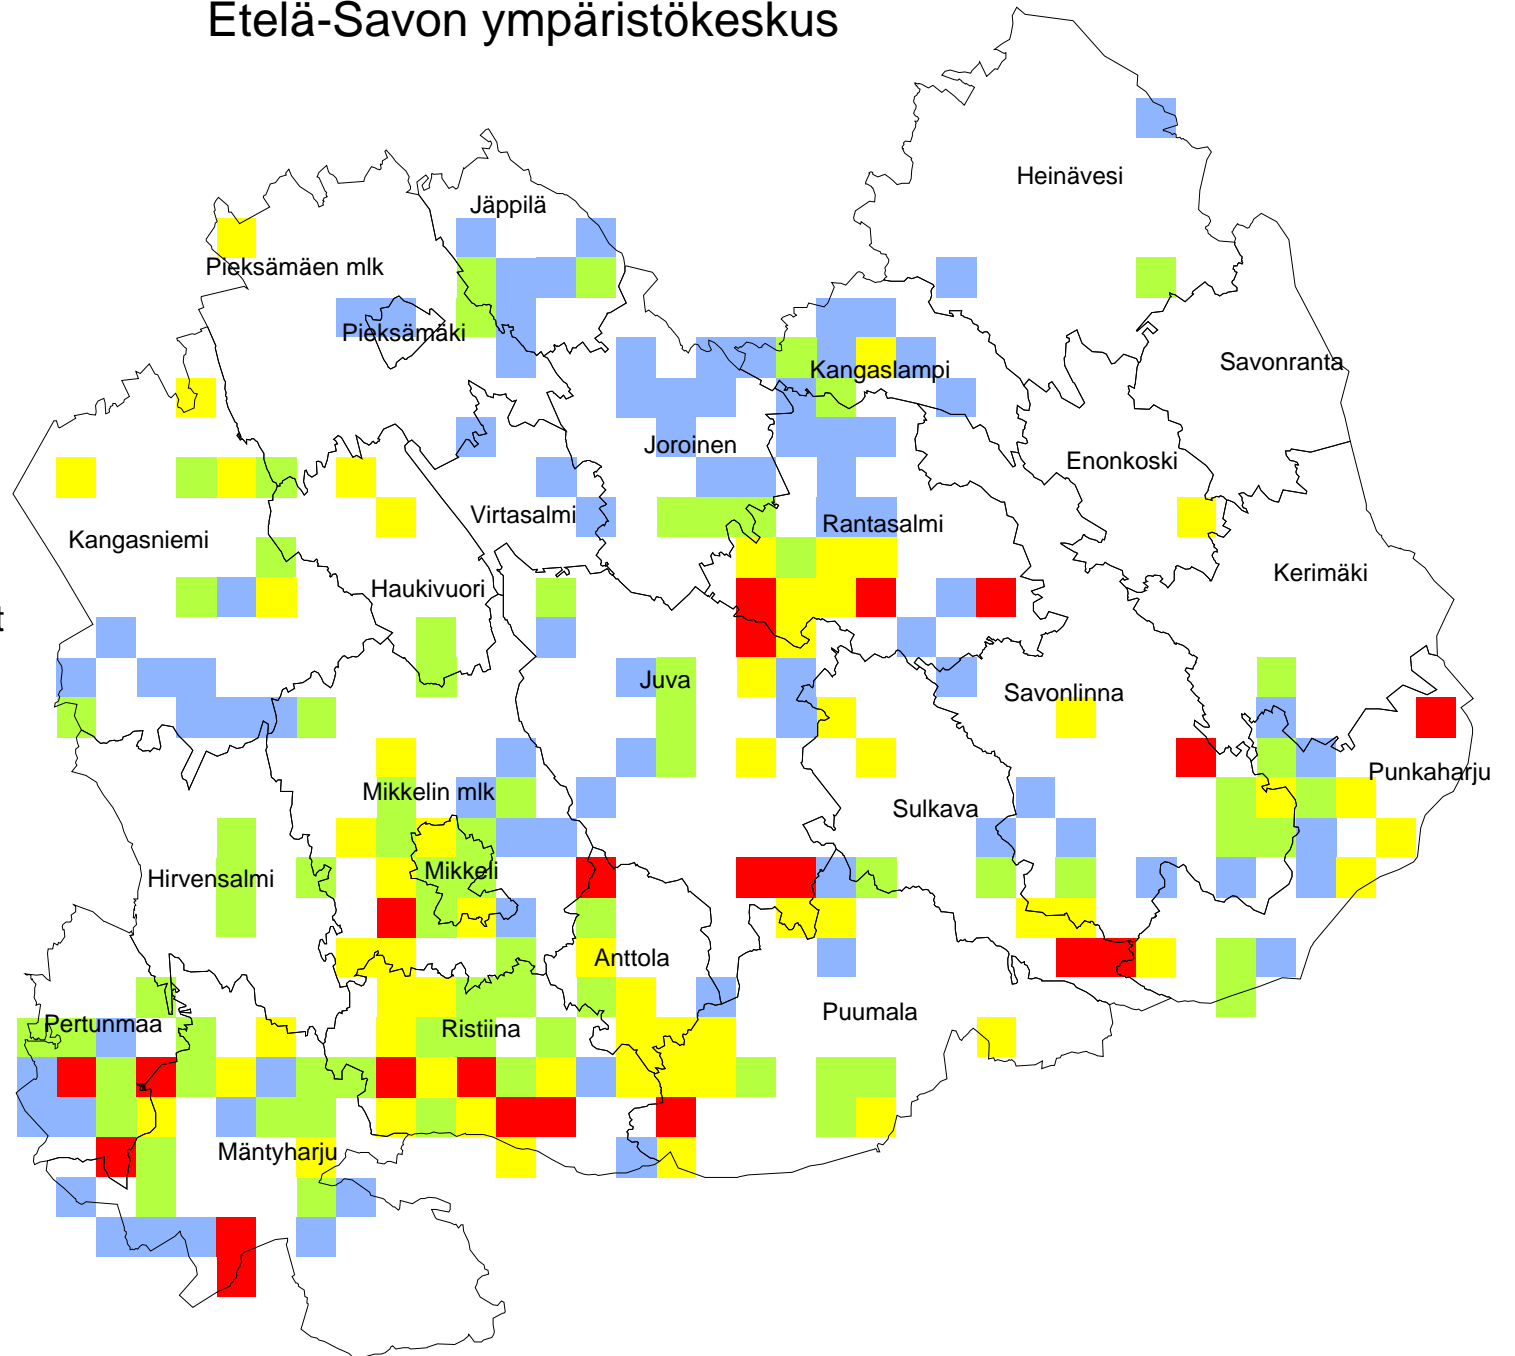 Etelä-Savon ympäristökeskus
Heinävesi
Jäppilä
Pieksämäen mlk
Pieksämäki
Savonranta
Kangaslampi
Joroinen
Enonkoski
Virtasalmi
Rantasalmi
Kangasniemi
Kerimäki
Haukivuori
t
Juva
Savonlinna
Punkaharju
Mikkelin mlk
Sulkava
Mikkeli
Hirvensalmi
Anttola
Puumala
Pertunmaa
Ristiina
Mäntyharju